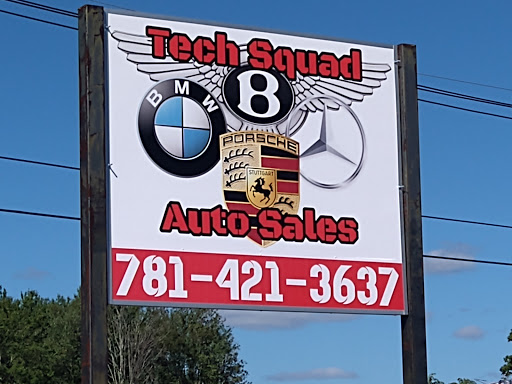 Tech Squad
B
BMW
PORSCHE
STUTTGART
Auto Sales
781-421-3637